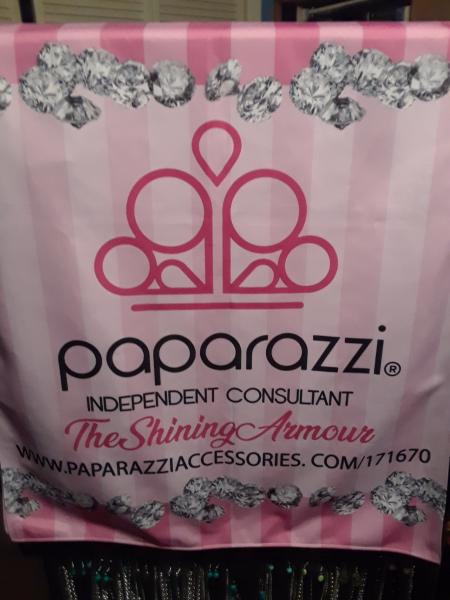 paparazzi®
INDEPENDENT CONSULTANT
The Shining Armour
WWW.PAPARAZZIACCESSORIES. COM/171670